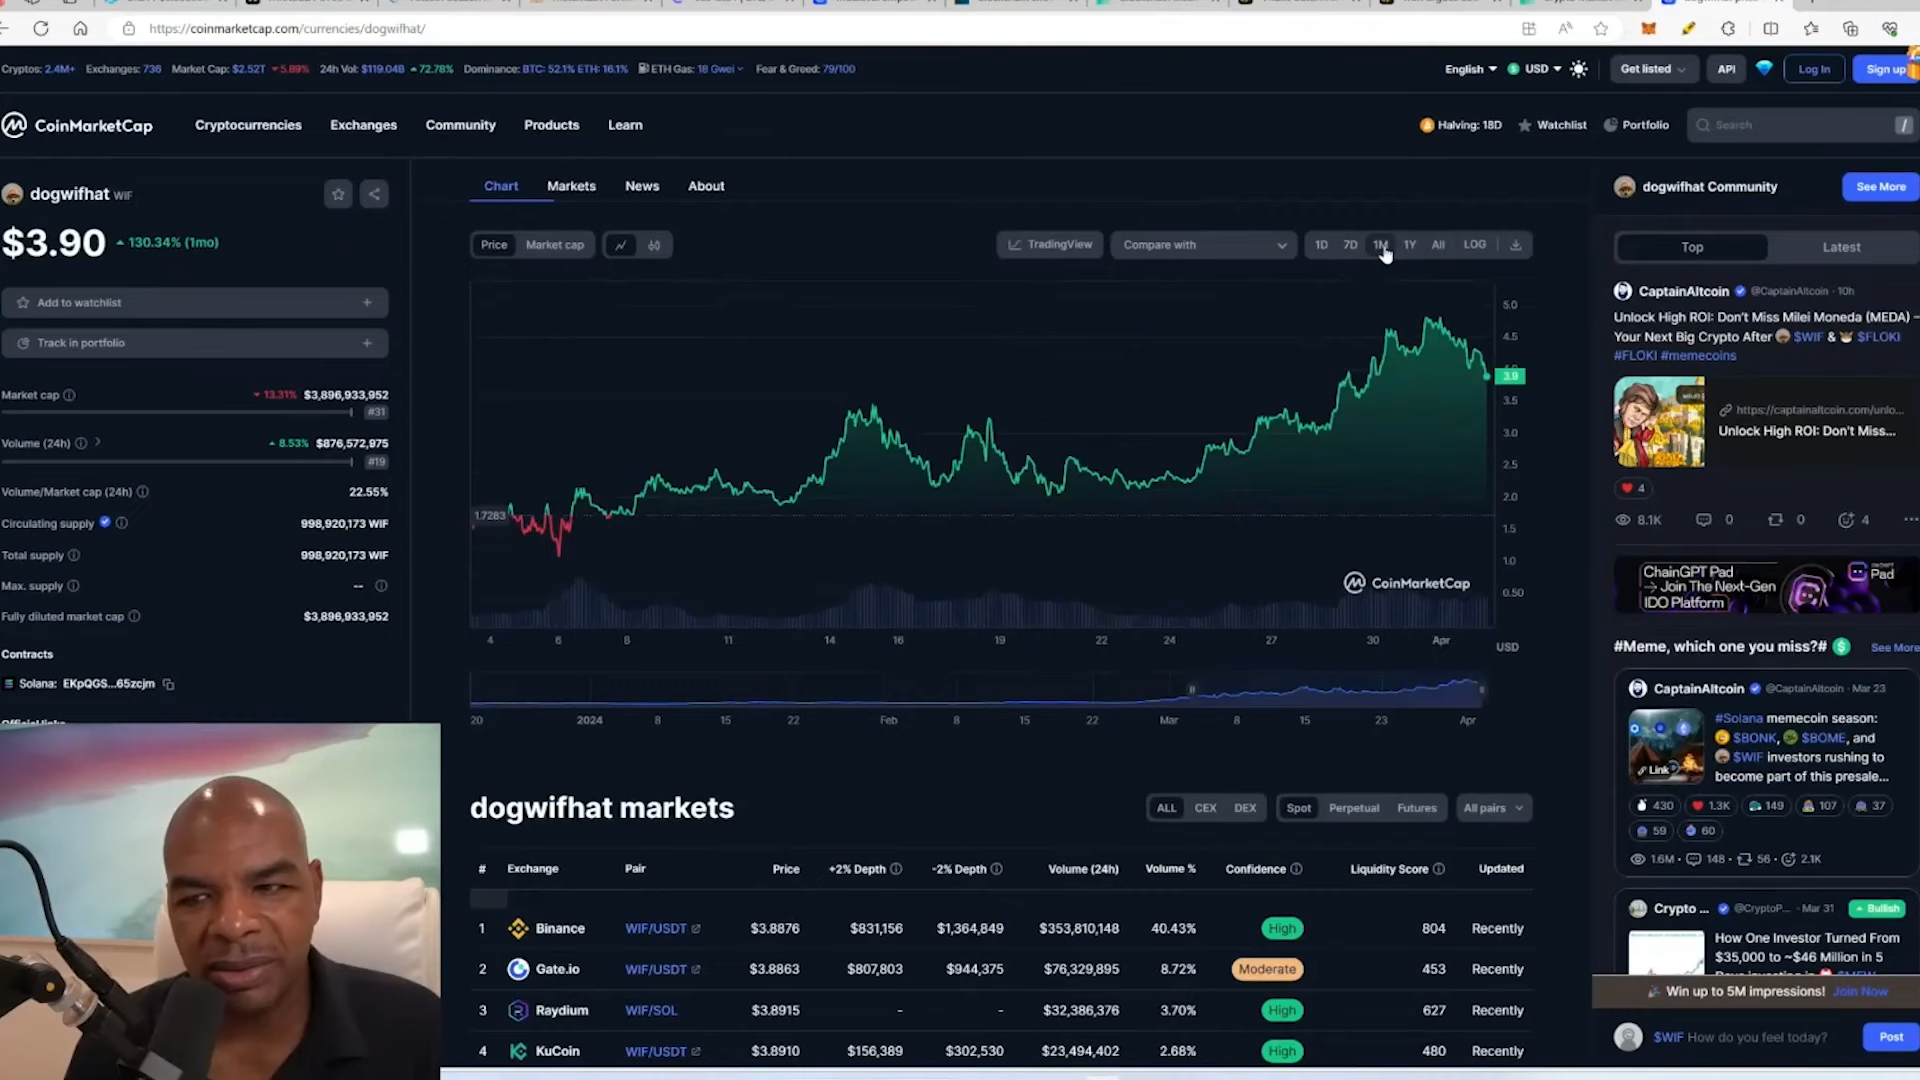 https://coinmarketcap.com/currencies/dogwifhat/
Cryptos: 2.4M+ Exchanges: 736 Market Cap: $2.52T 5.89% 24h Vol: $119.04B 72.78% Dominance: BTC: 52.1% ETH: 16.1% ETH Gas: 18 Gwei Fear & Greed: 79/100
English USD Get listed API Log In Sign up
CoinMarketCap Cryptocurrencies Exchanges Community Products Learn
Halving: 18D Watchlist Portfolio Search /
dogwifhat WIF
$3.90 130.34% (1mo)
Add to watchlist +
Track in portfolio +
Market cap 13.31% $3,896,933,952
#31
Volume (24h) 8.53% $876,572,975
#19
Volume/Market cap (24h) 22.55%
Circulating supply 998,920,173 WIF
Total supply 998,920,173 WIF
Max. supply --
Fully diluted market cap $3,896,933,952
Contracts
Solana: EKpQGS...65zcjm
Chart Markets News About
Price Market cap
TradingView Compare with 1D 7D 1M 1Y All LOG
5.0
4.5
3.9
3.5
3.0
2.5
2.0
1.7283
1.5
1.0
0.50
CoinMarketCap
4 6 8 11 14 16 19 22 24 27 30 Apr
USD
20 2024 8 15 22 Feb 8 15 22 Mar 8 15 23 Apr
dogwifhat markets
ALL CEX DEX Spot Perpetual Futures All pairs
# Exchange Pair Price +2% Depth -2% Depth Volume (24h) Volume % Confidence Liquidity Score Updated
1 Binance WIF/USDT $3.8876 $831,156 $1,364,849 $353,810,148 40.43% High 804 Recently
2 Gate.io WIF/USDT $3.8863 $807,803 $944,375 $76,329,895 8.72% Moderate 453 Recently
3 Raydium WIF/SOL $3.8915 - - $32,386,376 3.70% High 627 Recently
4 KuCoin WIF/USDT $3.8910 $156,389 $302,530 $23,494,402 2.68% High 480 Recently
dogwifhat Community See More
Top Latest
CaptainAltcoin @CaptainAltcoin · 10h
Unlock High ROI: Don't Miss Milei Moneda (MEDA) –
Your Next Big Crypto After $WIF & $FLOKI
#FLOKI #memecoins
https://captainaltcoin.com/unlo...
Unlock High ROI: Don't Miss...
4
8.1K 0 0 4 ...
ChainGPT Pad
→ Join The Next-Gen
IDO Platform
Pad
#Meme, which one you miss?# See More
CaptainAltcoin @CaptainAltcoin · Mar 23
#Solana memecoin season:
$BONK, $BOME, and
$WIF investors rushing to
become part of this presale...
Link
430 1.3K 149 107 37
59 60
1.6M · 148 · 56 · 2.1K
Crypto ... @CryptoP... · Mar 31 Bullish
How One Investor Turned From
$35,000 to ~$46 Million in 5
Win up to 5M impressions! Join Now
$WIF How do you feel today? Post